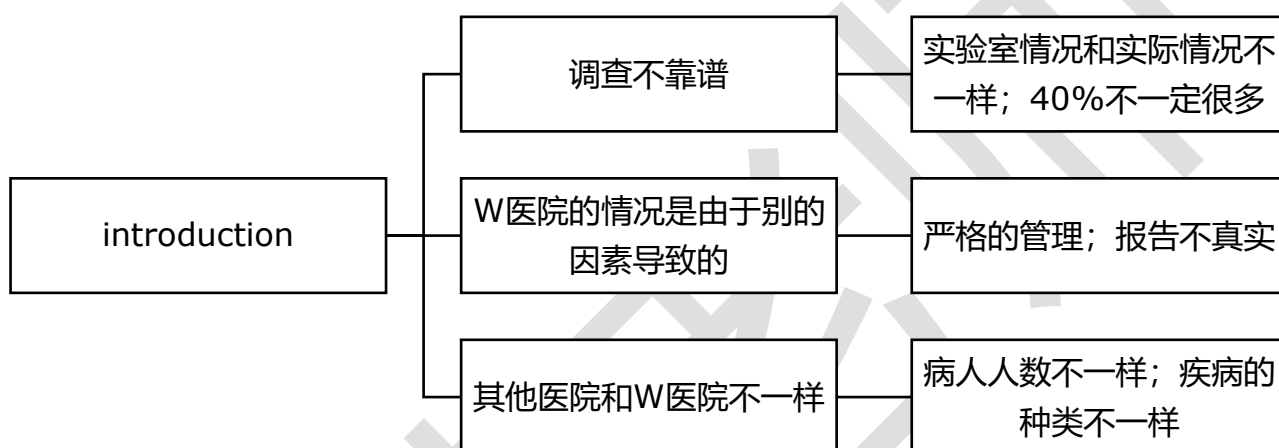 调查不靠谱
实验室情况和实际情况不
一样；40%不一定很多
introduction
W医院的情况是由于别的
因素导致的
严格的管理；报告不真实
其他医院和W医院不一样
病人人数不一样；疾病的
种类不一样